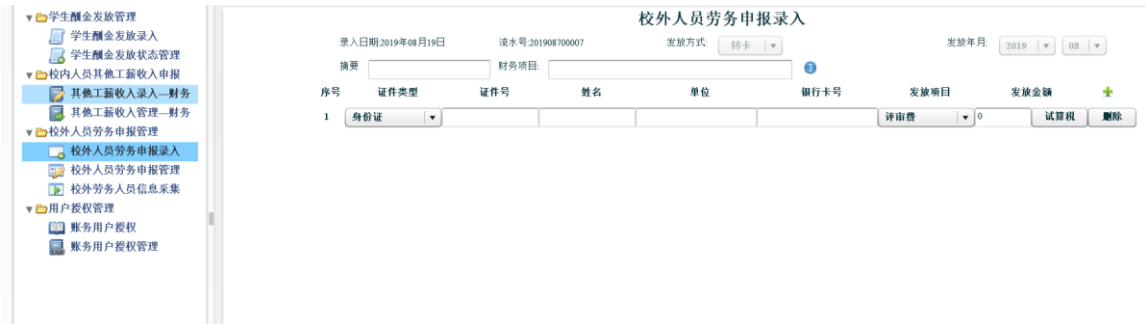 学生酬金发放管理
学生酬金发放录入
学生酬金发放状态管理
校内人员其他工薪收入申报
其他工薪收入录入—财务
其他工薪收入管理—财务
校外人员劳务申报管理
校外人员劳务申报录入
校外人员劳务申报管理
校外劳务人员信息采集
用户授权管理
账务用户授权
账务用户授权管理
校外人员劳务申报录入
录入日期:2019年08月19日 流水号:201908700007 发放方式: 转卡 发放年月: 2019 08
摘要 财务项目: ?
序号 证件类型 证件号 姓名 单位 银行卡号 发放项目 发放金额
1 身份证 评审费 0 试算税 删除